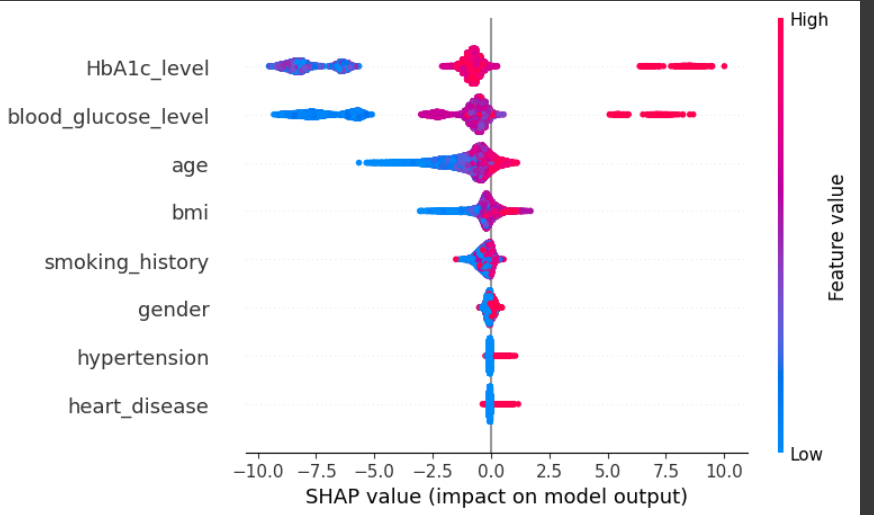 High
HbA1c_level
blood_glucose_level
age
bmi
smoking_history
gender
hypertension
heart_disease
Feature value
Low
−10.0 −7.5 −5.0 −2.5 0.0 2.5 5.0 7.5 10.0
SHAP value (impact on model output)